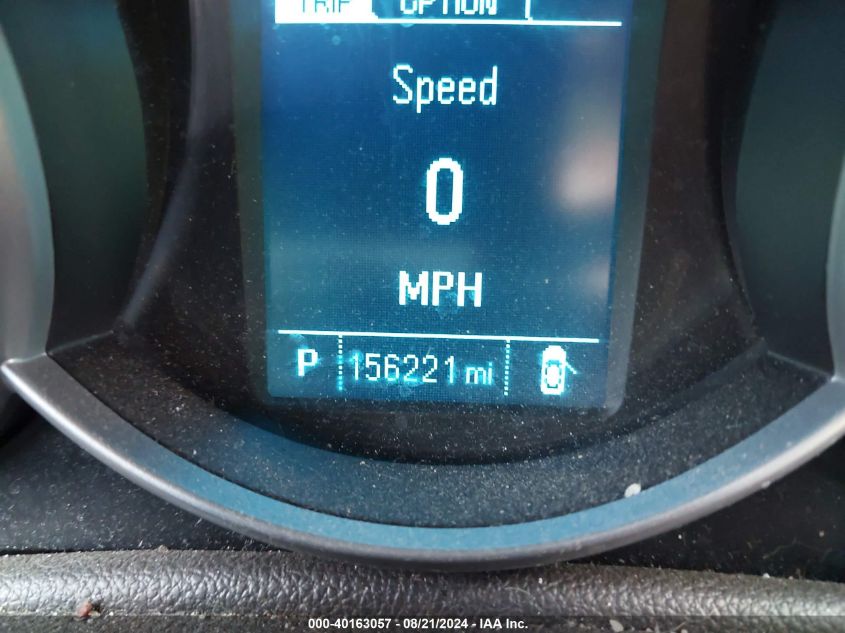 TRIP OPTION
Speed
0
MPH
P 156221 mi
000-40163057 - 08/21/2024 - IAA Inc.